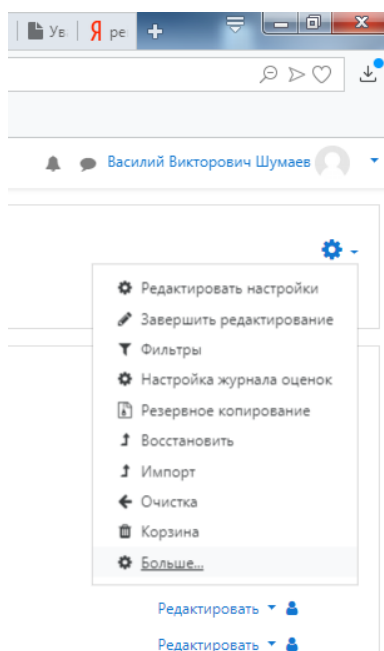 Ув. Я ре
Василий Викторович Шумаев
Редактировать настройки
Завершить редактирование
Фильтры
Настройка журнала оценок
Резервное копирование
Восстановить
Импорт
Очистка
Корзина
Больше...
Редактировать
Редактировать